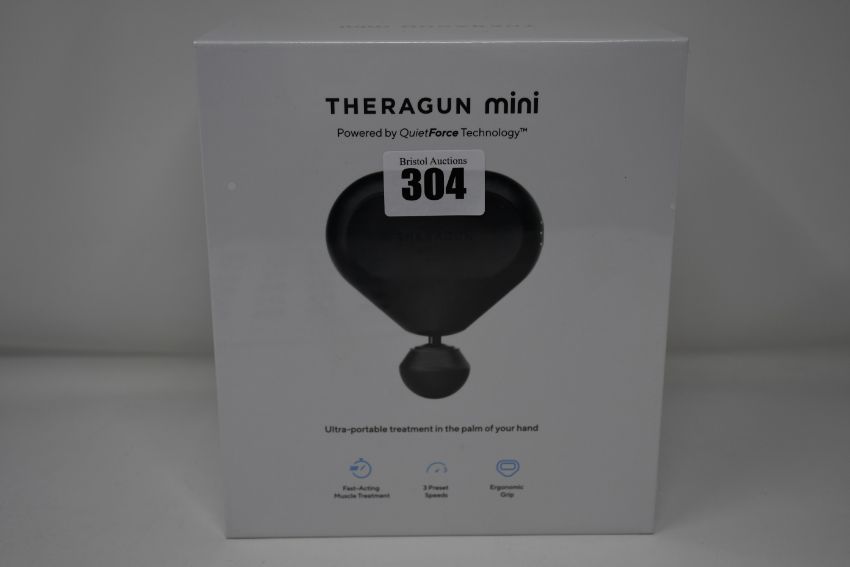 THERAGUN mini
Powered by QuietForce Technology™
Bristol Auctions
304
THERAGUN
Ultra-portable treatment in the palm of your hand
Fast-Acting
Muscle Treatment
3 Preset
Speeds
Ergonomic
Grip